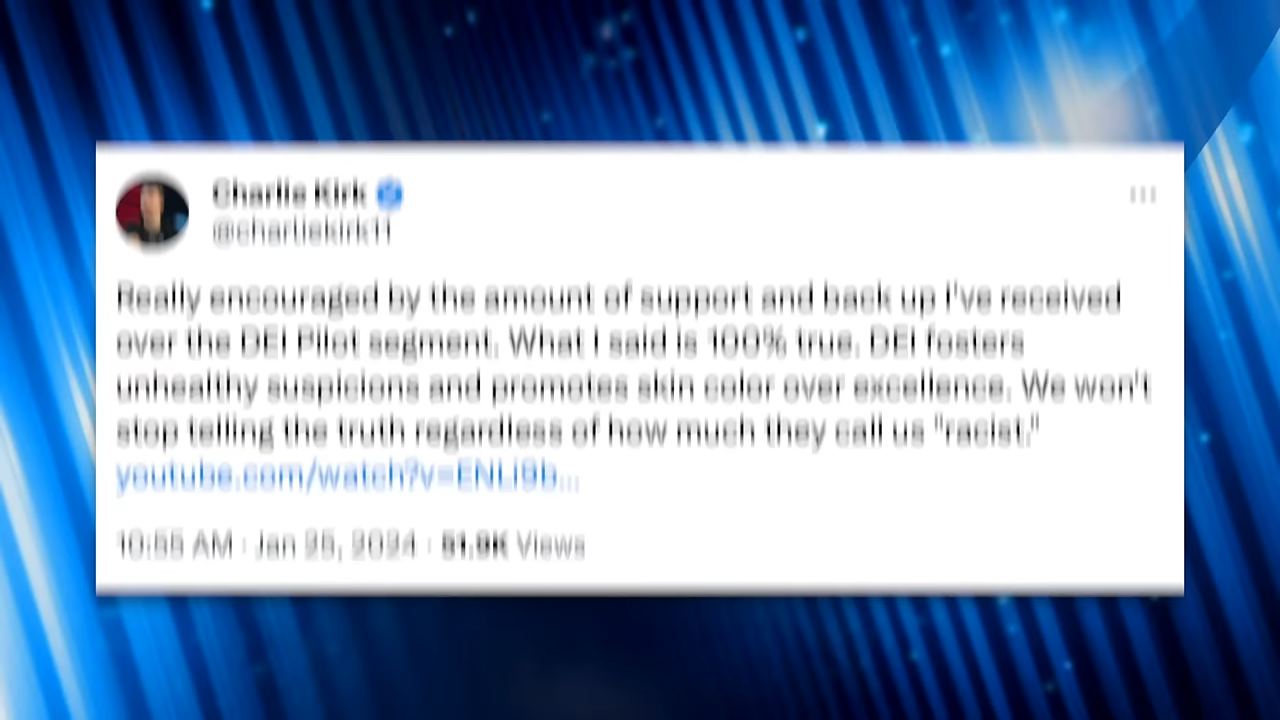 Charlie Kirk
@charliekirk11
Really encouraged by the amount of support and back up I've received
over the DEI Pilot segment. What I said is 100% true. DEI fosters
unhealthy suspicions and promotes skin color over excellence. We won't
stop telling the truth regardless of how much they call us "racist."
youtube.com/watch?v=ENLi9b...
10:55 AM · Jan 25, 2024 · 51.9K Views